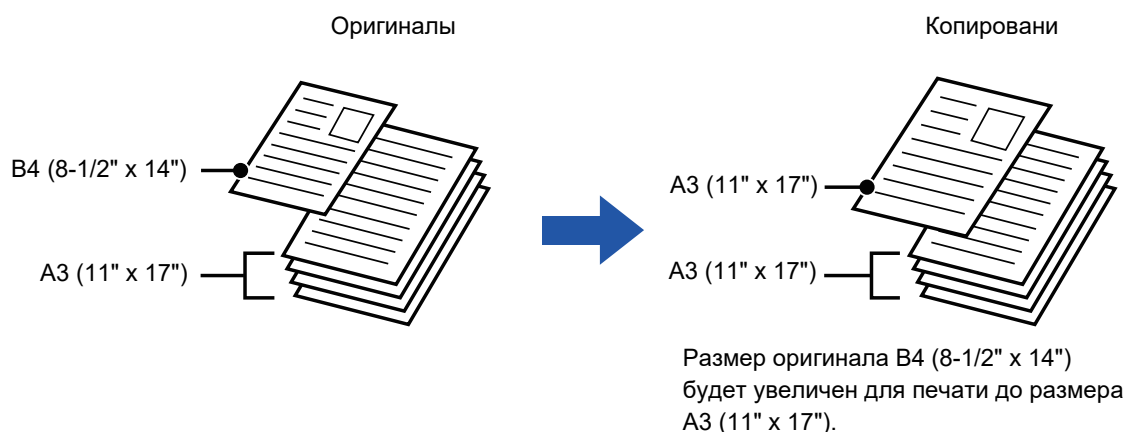 Оригиналы
Копировани
B4 (8-1/2" x 14")
A3 (11" x 17")
A3 (11" x 17")
A3 (11" x 17")
Размер оригинала B4 (8-1/2" x 14")
будет увеличен для печати до размера
A3 (11" x 17").